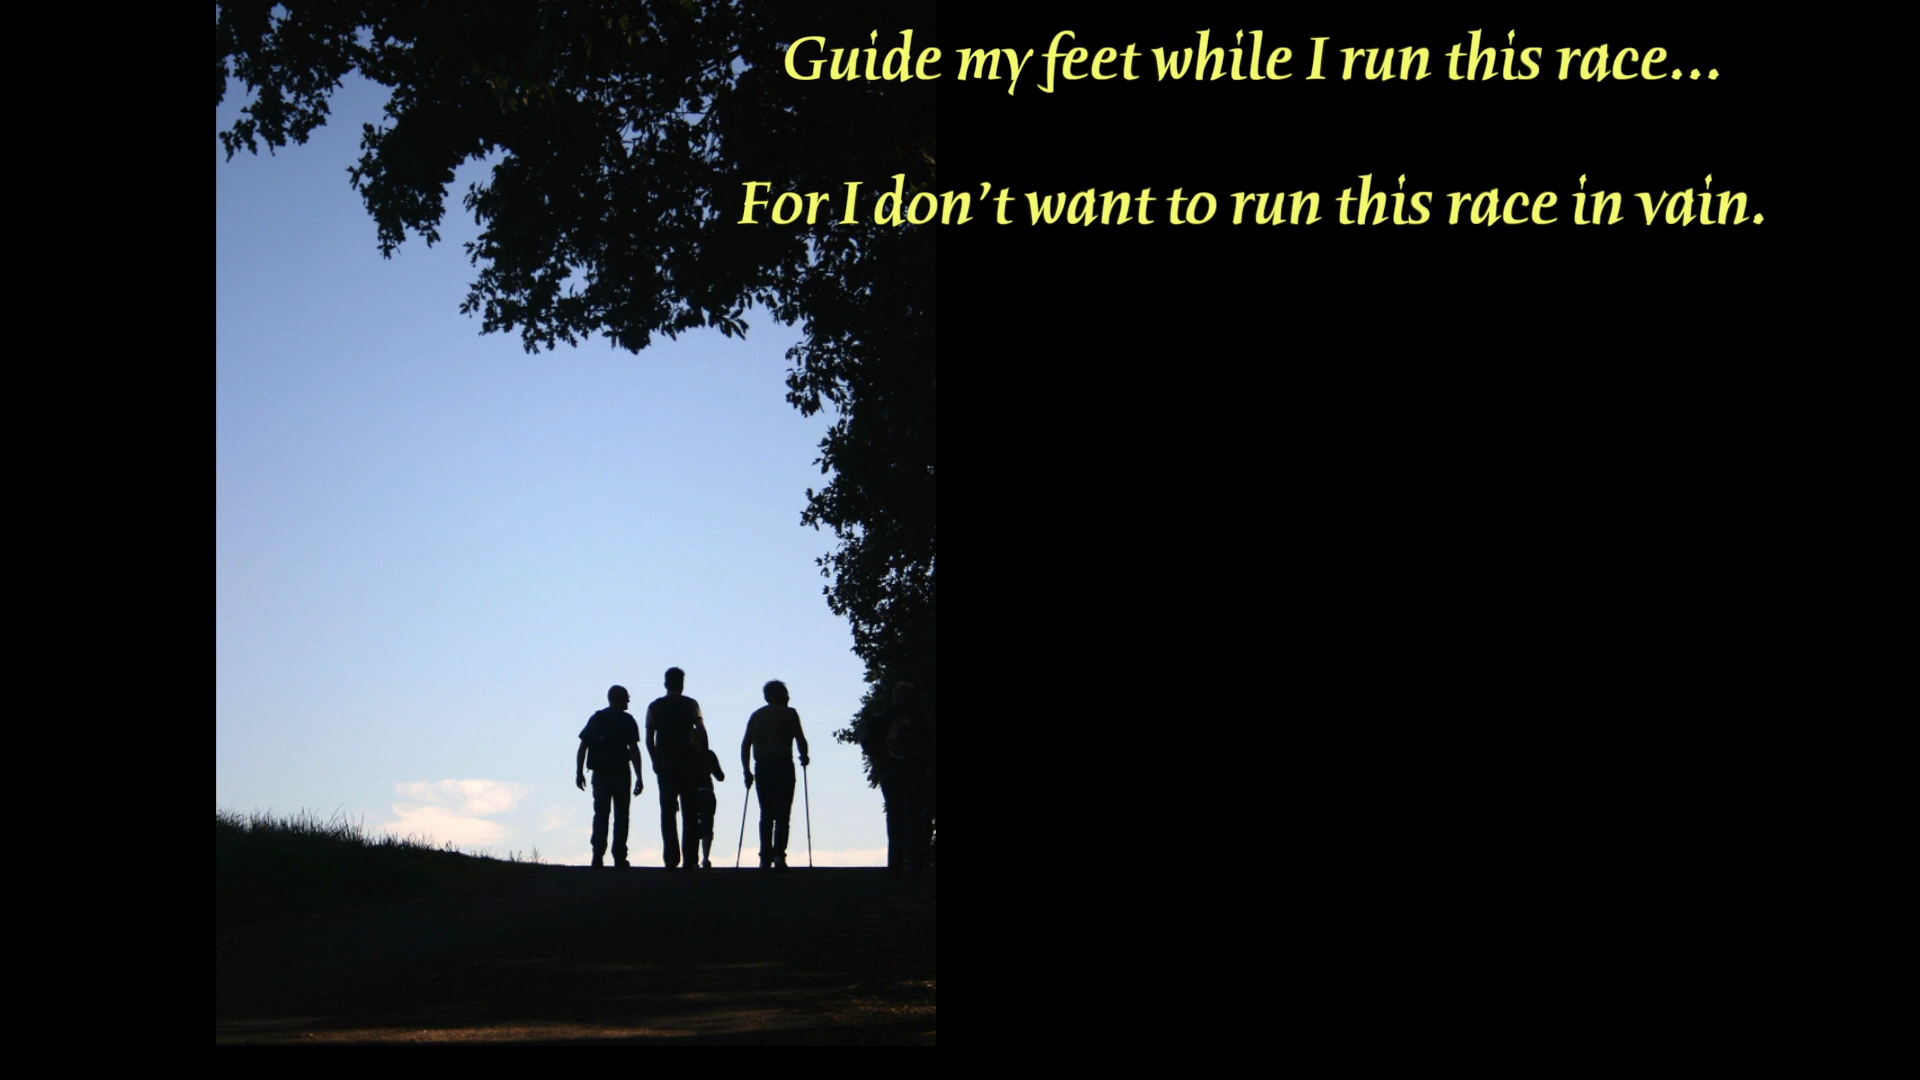 Guide my feet while I run this race...
For I don't want to run this race in vain.